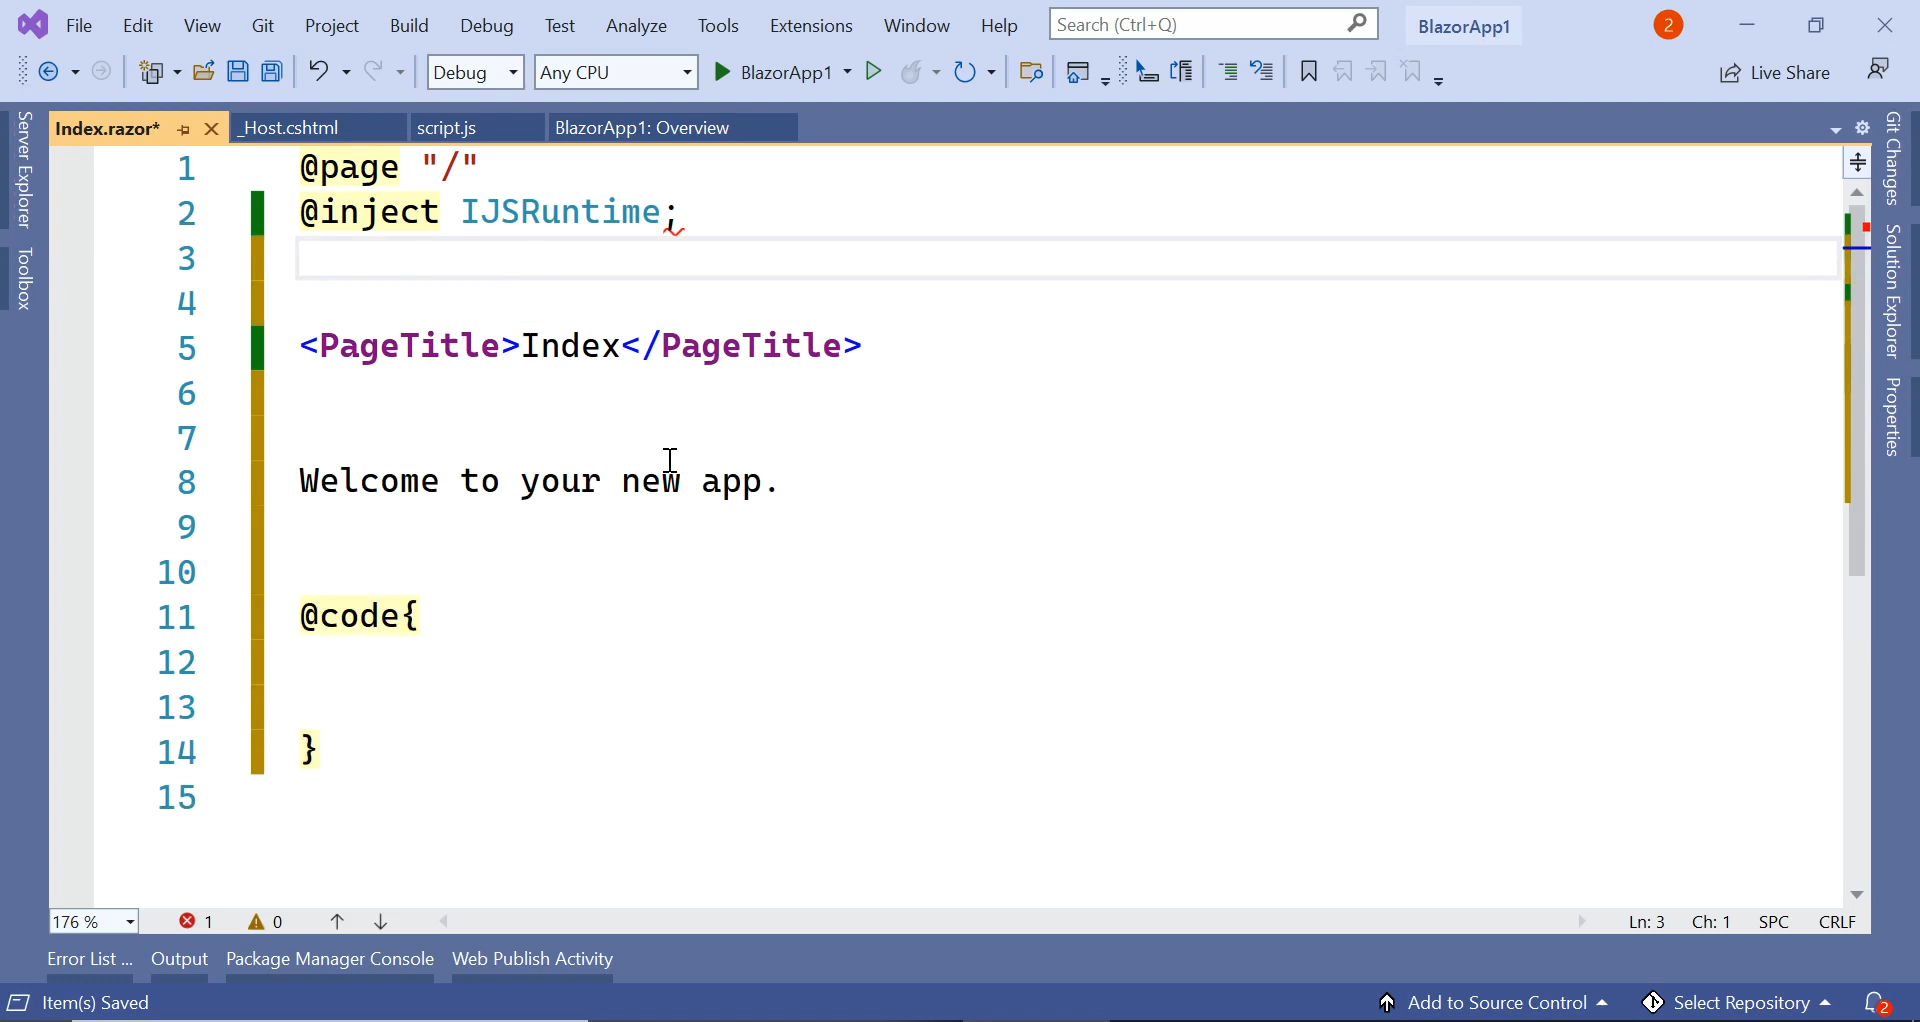 File Edit View Git Project Build Debug Test Analyze Tools Extensions Window Help Search (Ctrl+Q) BlazorApp1 2
Debug Any CPU BlazorApp1 Live Share
Index.razor* _Host.cshtml script.js BlazorApp1: Overview
Server Explorer
Toolbox
1 @page "/"
2 @inject IJSRuntime;
3
4
5 <PageTitle>Index</PageTitle>
6
7
8 Welcome to your new app.
9
10
11 @code{
12
13
14 }
15
Git Changes
Solution Explorer
Properties
176 % 1 0 Ln: 3 Ch: 1 SPC CRLF
Error List ... Output Package Manager Console Web Publish Activity
Item(s) Saved Add to Source Control Select Repository 2